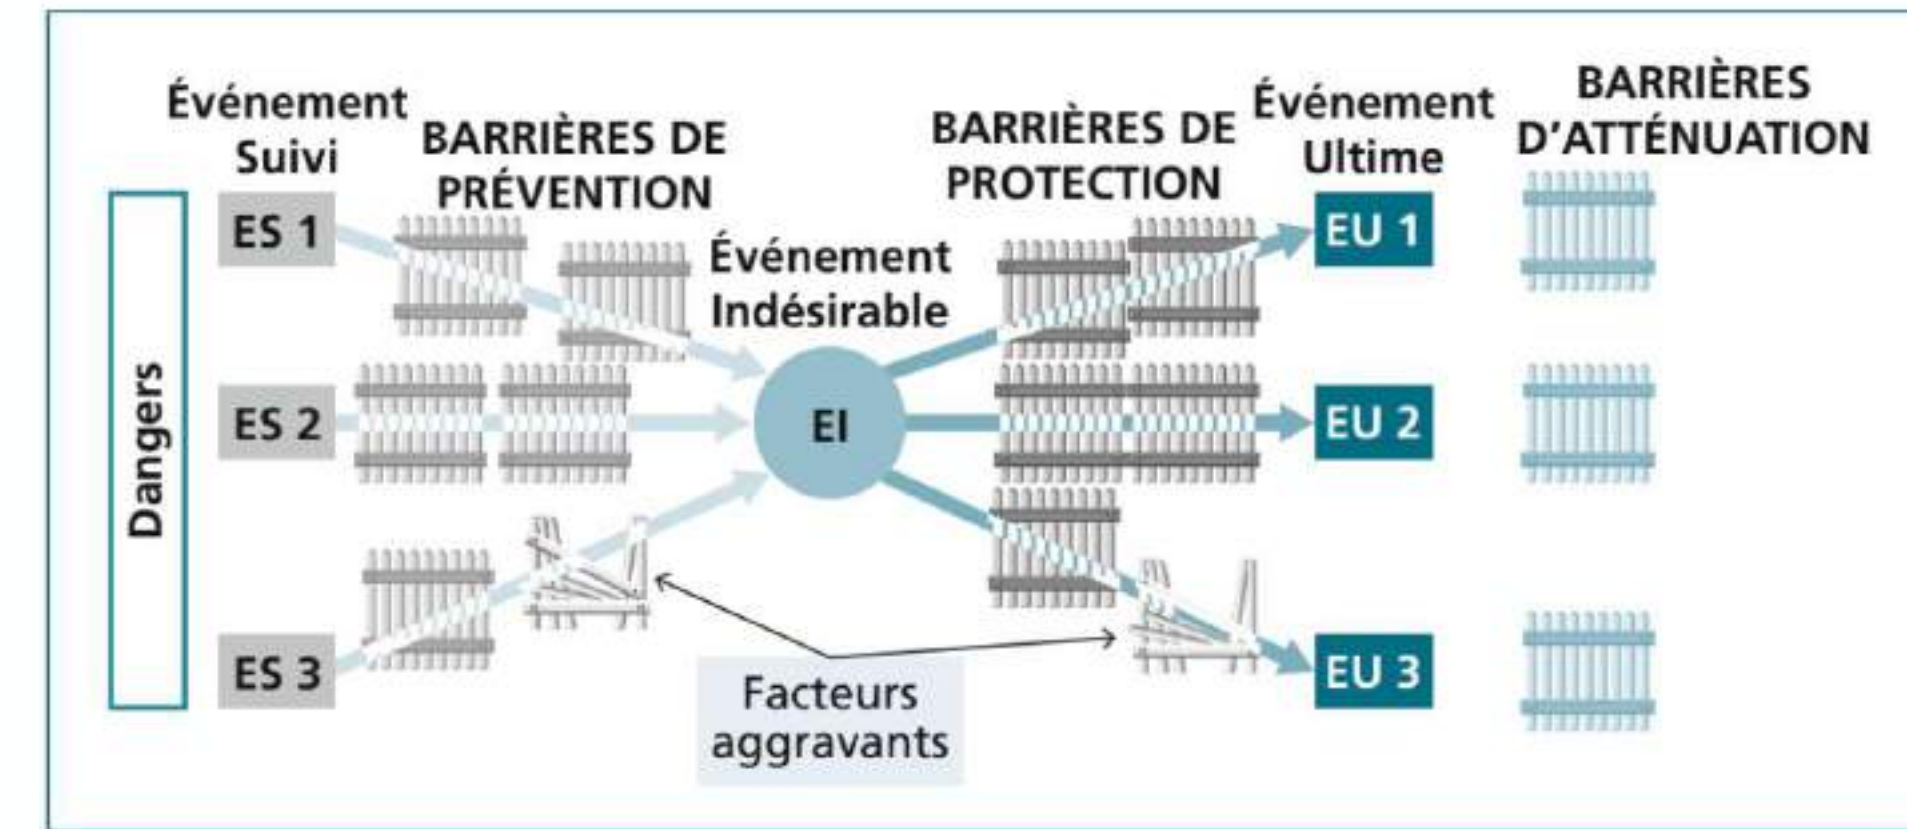 Événement
Suivi
BARRIÈRES DE
PRÉVENTION
Événement
Indésirable
BARRIÈRES DE
PROTECTION
Événement
Ultime
BARRIÈRES
D'ATTÉNUATION
Dangers
ES 1
ES 2
ES 3
EI
EU 1
EU 2
EU 3
Facteurs
aggravants